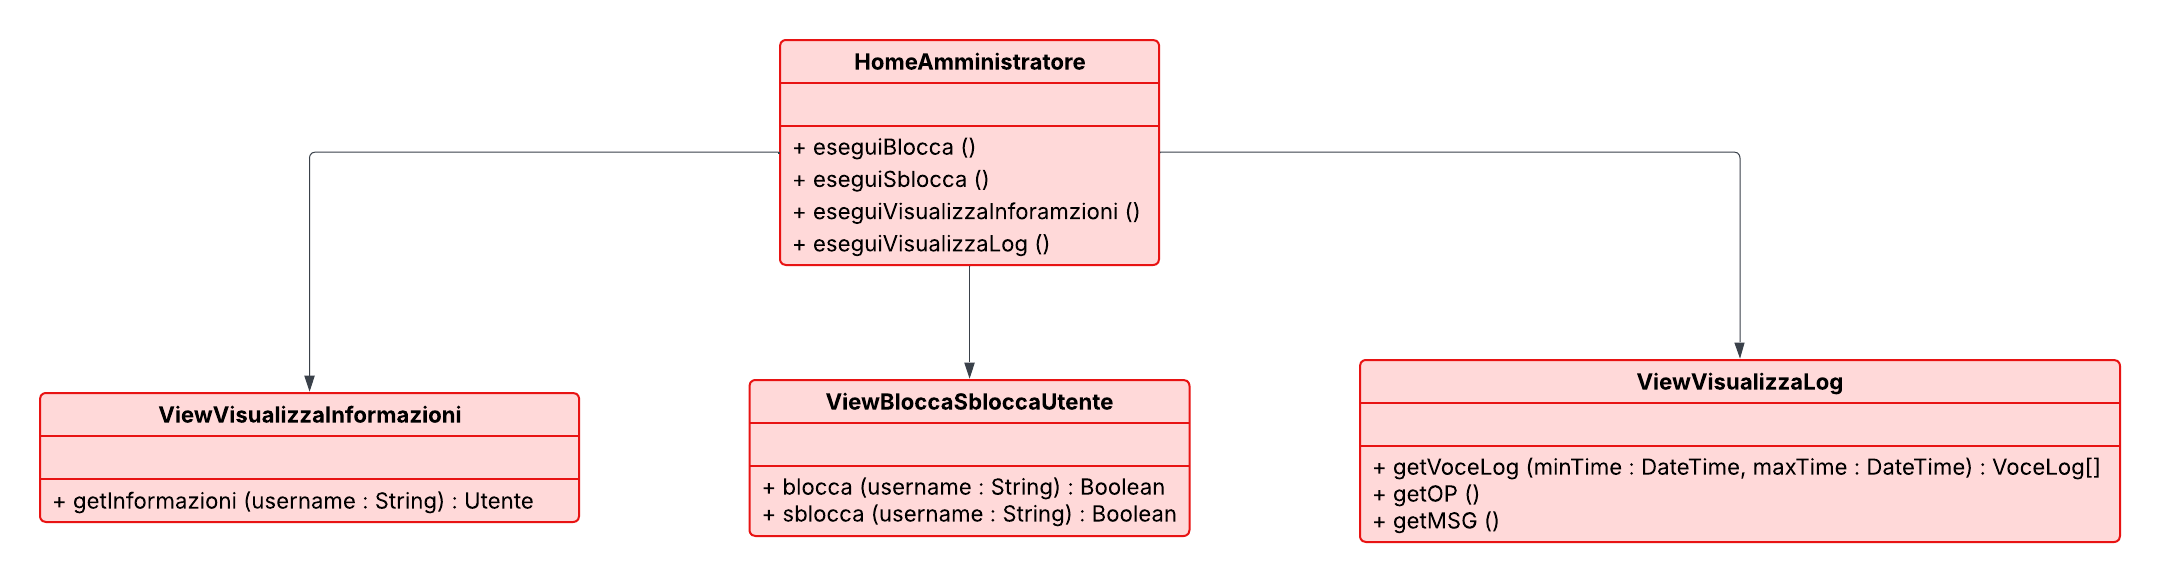 HomeAmministratore
+ eseguiBlocca ()
+ eseguiSblocca ()
+ eseguiVisualizzaInforamzioni ()
+ eseguiVisualizzaLog ()
ViewVisualizzaInformazioni
+ getInformazioni (username : String) : Utente
ViewBloccaSbloccaUtente
+ blocca (username : String) : Boolean
+ sblocca (username : String) : Boolean
ViewVisualizzaLog
+ getVoceLog (minTime : DateTime, maxTime : DateTime) : VoceLog[]
+ getOP ()
+ getMSG ()